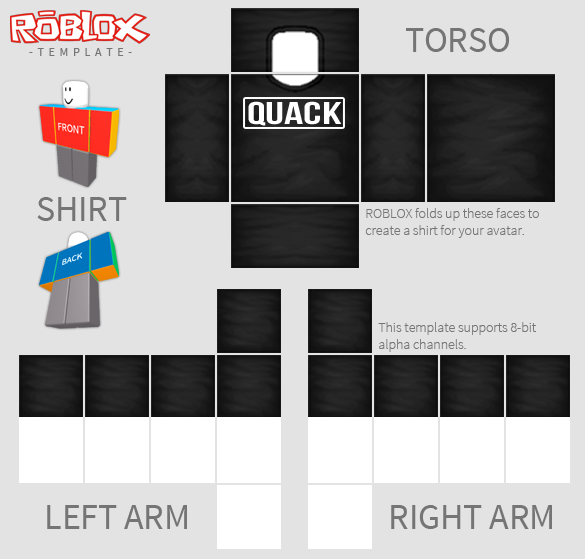 ROBLOX
-TEMPLATE-
TORSO
FRONT
QUACK
SHIRT
ROBLOX folds up these faces to
create a shirt for your avatar.
BACK
This template supports 8-bit
alpha channels.
LEFT ARM
RIGHT ARM